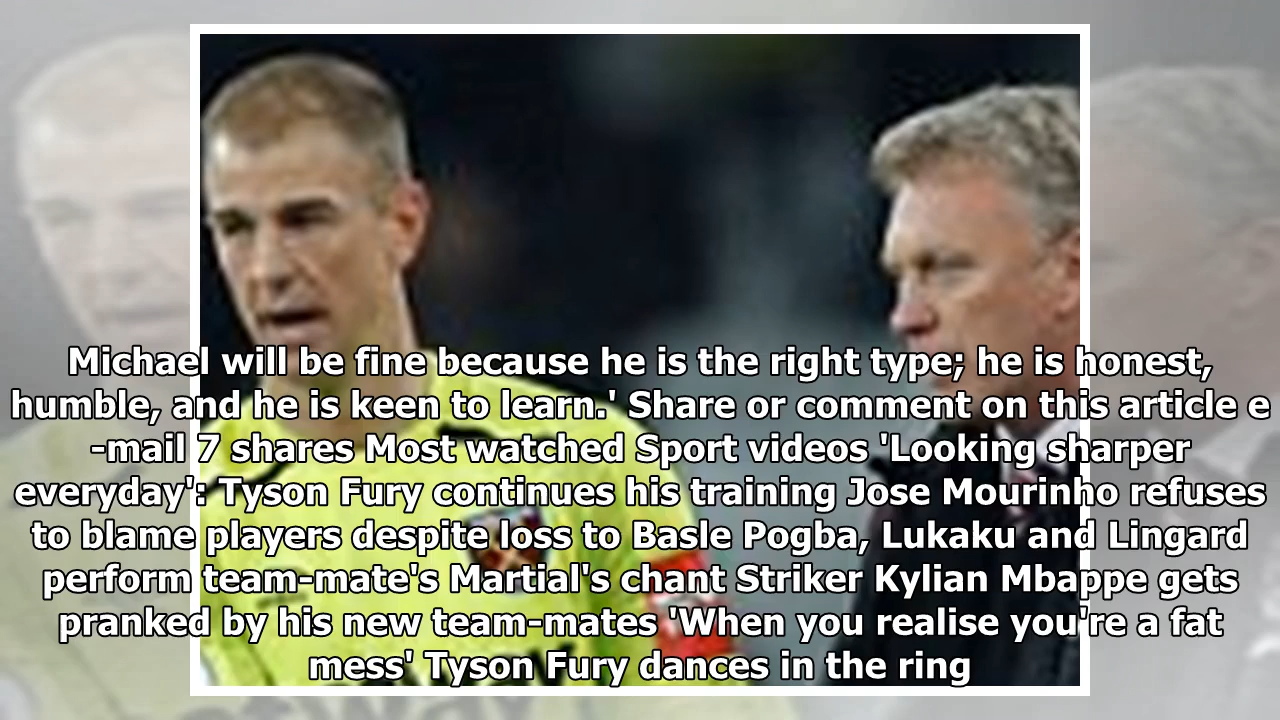 Michael will be fine because he is the right type; he is honest,
humble, and he is keen to learn.' Share or comment on this article e
-mail 7 shares Most watched Sport videos 'Looking sharper
everyday': Tyson Fury continues his training Jose Mourinho refuses
to blame players despite loss to Basle Pogba, Lukaku and Lingard
perform team-mate's Martial's chant Striker Kylian Mbappe gets
pranked by his new team-mates 'When you realise you're a fat
mess' Tyson Fury dances in the ring